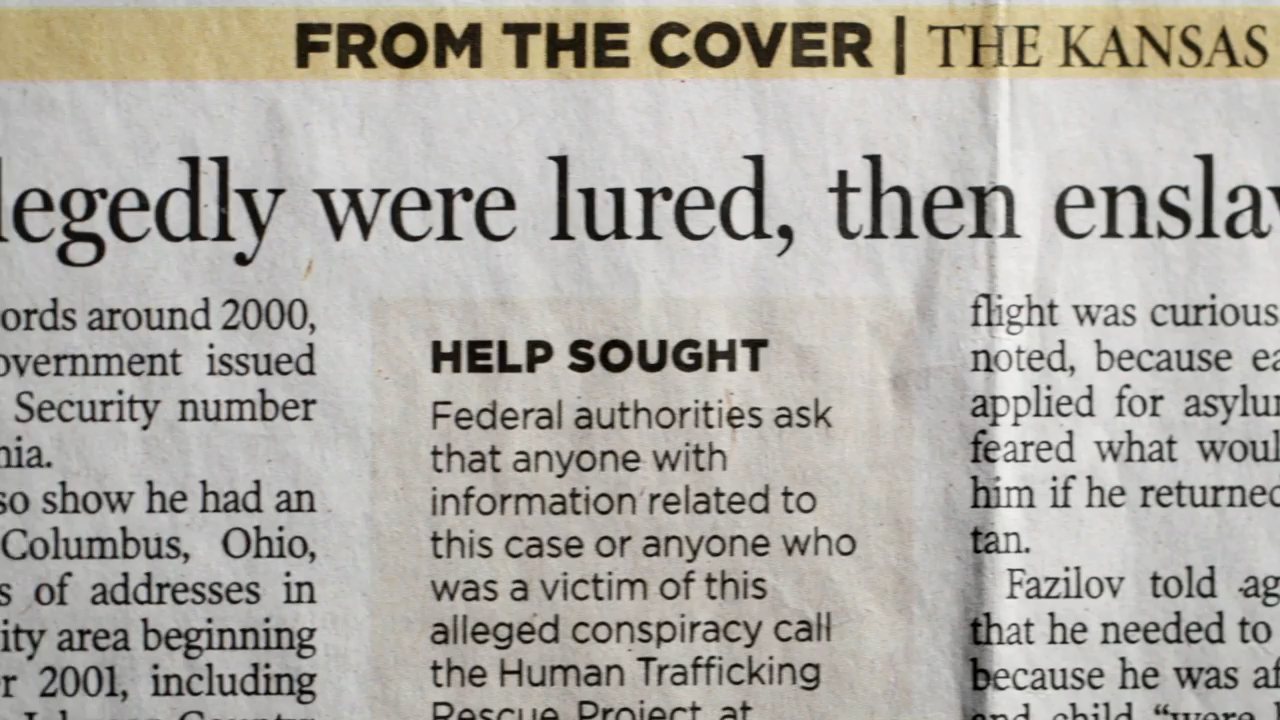 FROM THE COVER | THE KANSAS
legedly were lured, then enslav
ords around 2000,
overnment issued
Security number
nia.
so show he had an
Columbus, Ohio,
s of addresses in
ity area beginning
r 2001, including
HELP SOUGHT
Federal authorities ask
that anyone with
information related to
this case or anyone who
was a victim of this
alleged conspiracy call
the Human Trafficking
Rescue Project at
flight was curious
noted, because ea
applied for asylum
feared what woul
him if he returned
tan.
Fazilov told ag
that he needed to
because he was af
and child “were